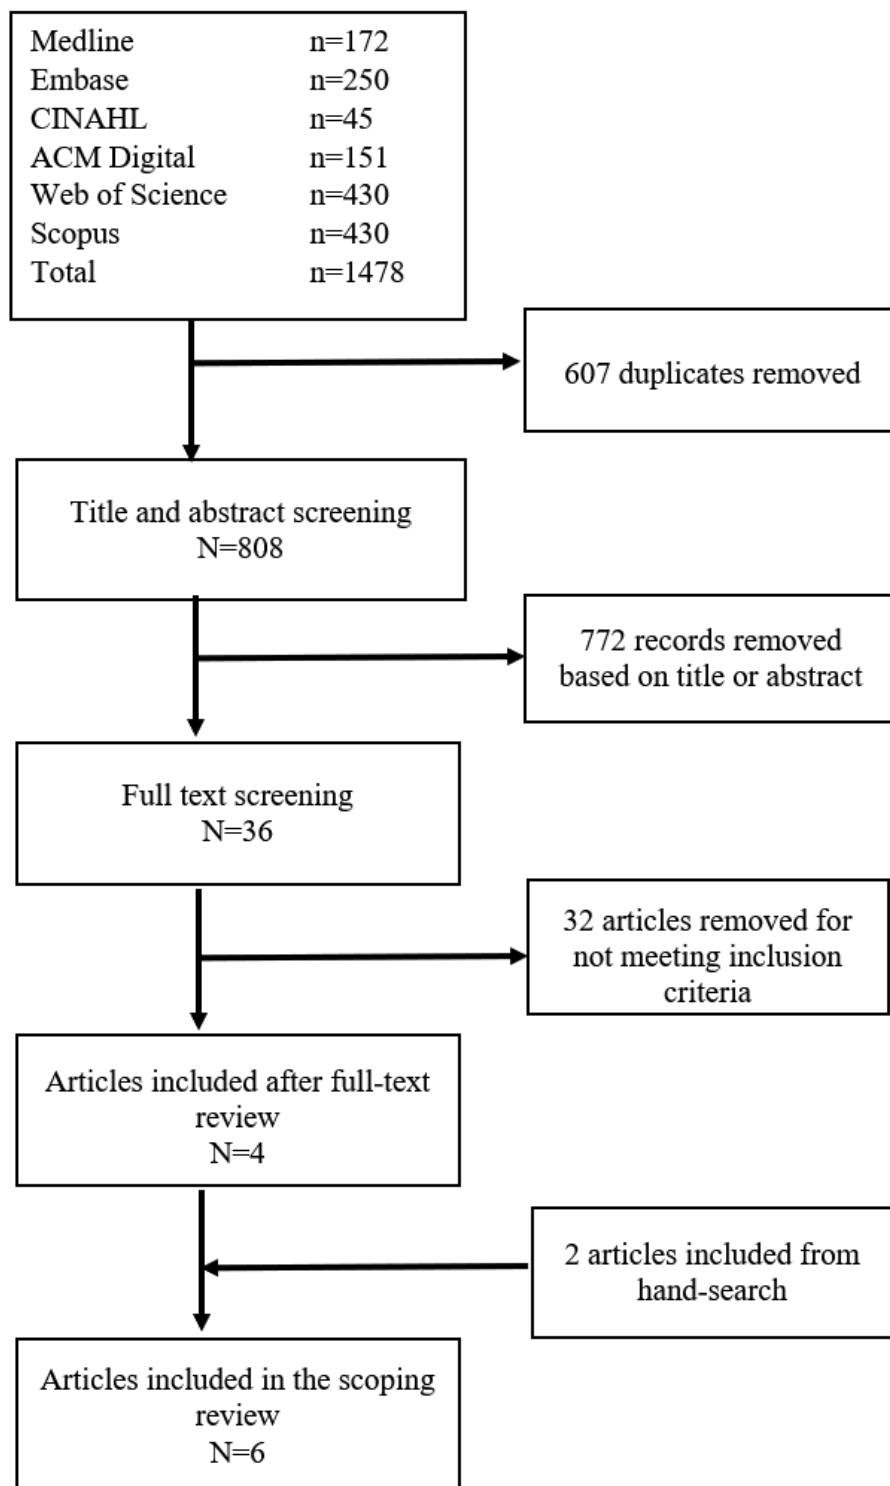 Medline n=172
Embase n=250
CINAHL n=45
ACM Digital n=151
Web of Science n=430
Scopus n=430
Total n=1478
607 duplicates removed
Title and abstract screening
N=808
772 records removed
based on title or abstract
Full text screening
N=36
32 articles removed for
not meeting inclusion
criteria
Articles included after full-text
review
N=4
2 articles included from
hand-search
Articles included in the scoping
review
N=6